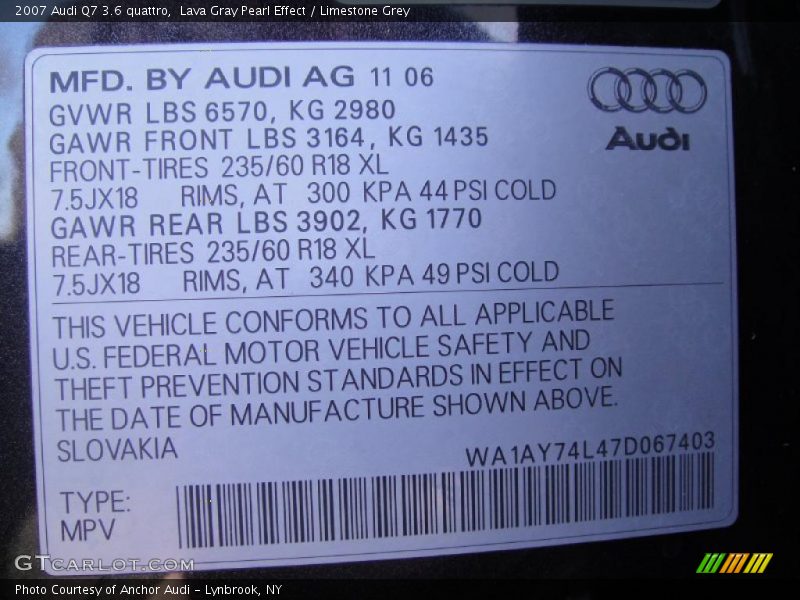 2007 Audi Q7 3.6 quattro,  Lava Gray Pearl Effect / Limestone Grey
MFD. BY AUDI AG 11 06
GVWR LBS 6570, KG 2980
GAWR FRONT LBS 3164, KG 1435
FRONT-TIRES 235/60 R18 XL
7.5JX18 RIMS, AT 300 KPA 44 PSI COLD
GAWR REAR LBS 3902, KG 1770
REAR-TIRES 235/60 R18 XL
7.5JX18 RIMS, AT 340 KPA 49 PSI COLD
Audi
THIS VEHICLE CONFORMS TO ALL APPLICABLE
U.S. FEDERAL MOTOR VEHICLE SAFETY AND
THEFT PREVENTION STANDARDS IN EFFECT ON
THE DATE OF MANUFACTURE SHOWN ABOVE.
SLOVAKIA
WA1AY74L47D067403
TYPE:
MPV
GTCARLOT.COM
Photo Courtesy of Anchor Audi – Lynbrook, NY